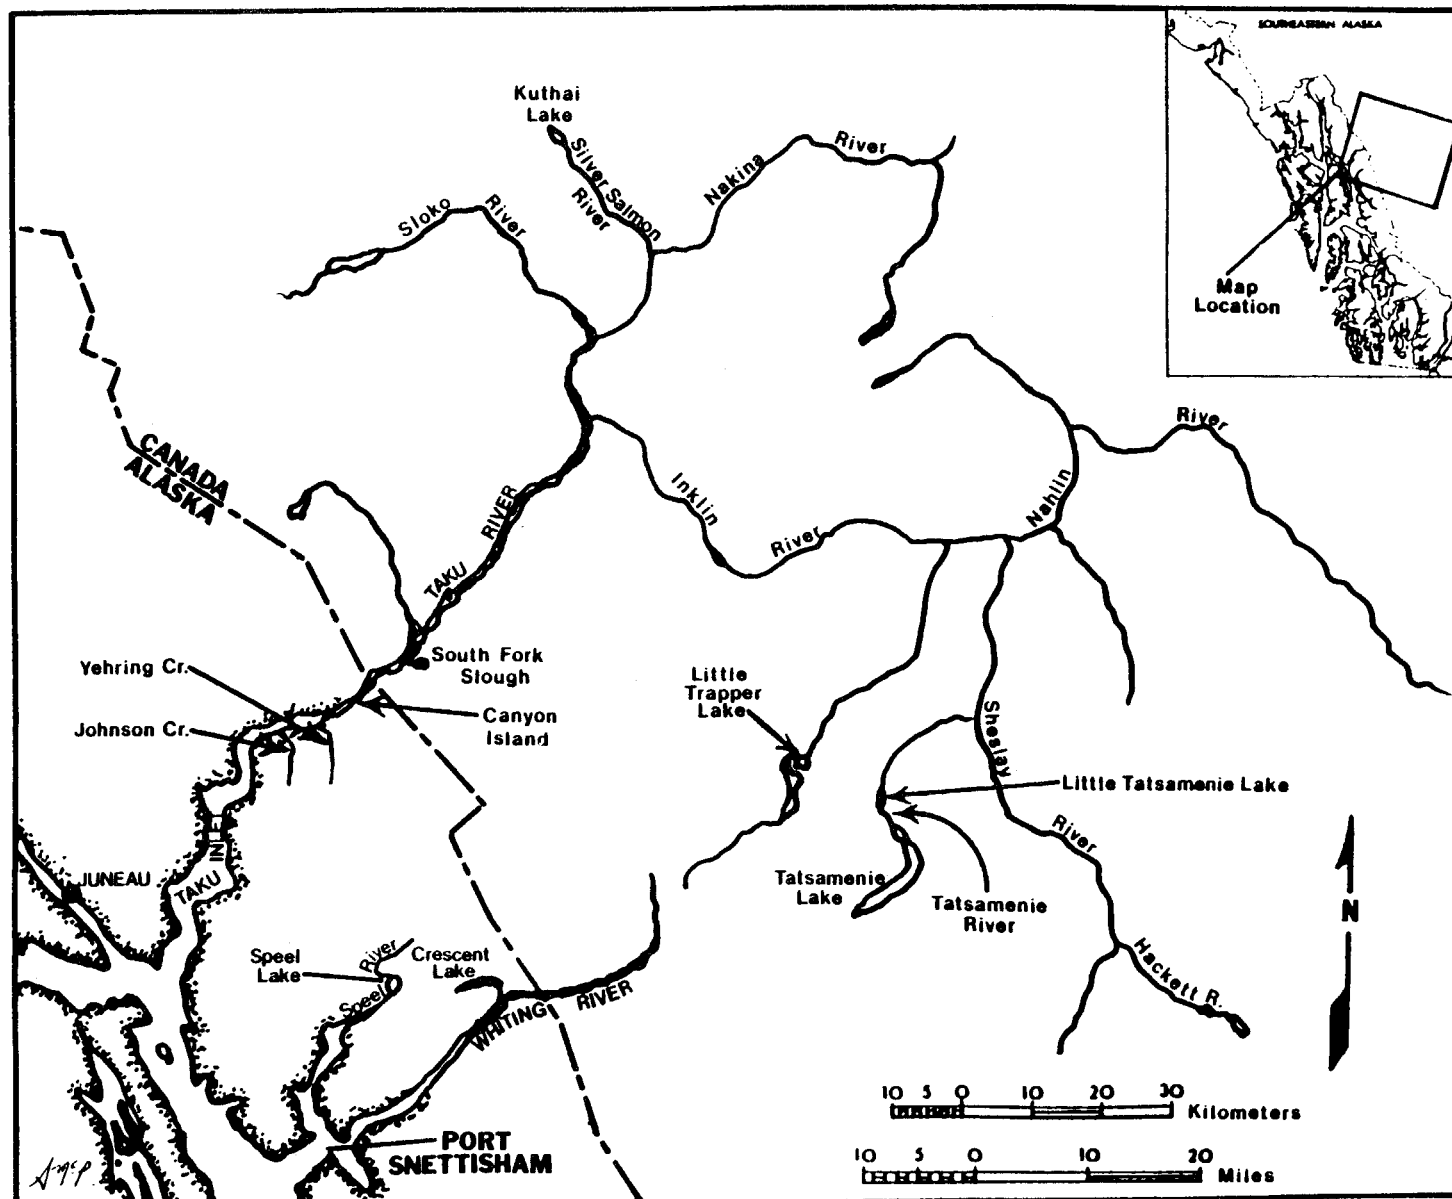 SOUTHEASTERN ALASKA
Map
Location
Kuthai
Lake
Silver Salmon
River
Nakina
River
Sloko
River
CANADA
ALASKA
River
Nahlin
Inklin
River
TAKU
RIVER
South Fork
Slough
Yehring Cr.
Johnson Cr.
Canyon
Island
Little
Trapper
Lake
Sheslay
River
Little Tatsamenie Lake
Tatsamenie
Lake
Tatsamenie
River
Hackett R.
JUNEAU
TAKU
INLET
Speel
Lake
Speel
River
Crescent
Lake
WHITING
RIVER
PORT
SNETTISHAM
N
10 5 0 10 20 30
Kilometers
10 5 0 10 20
Miles